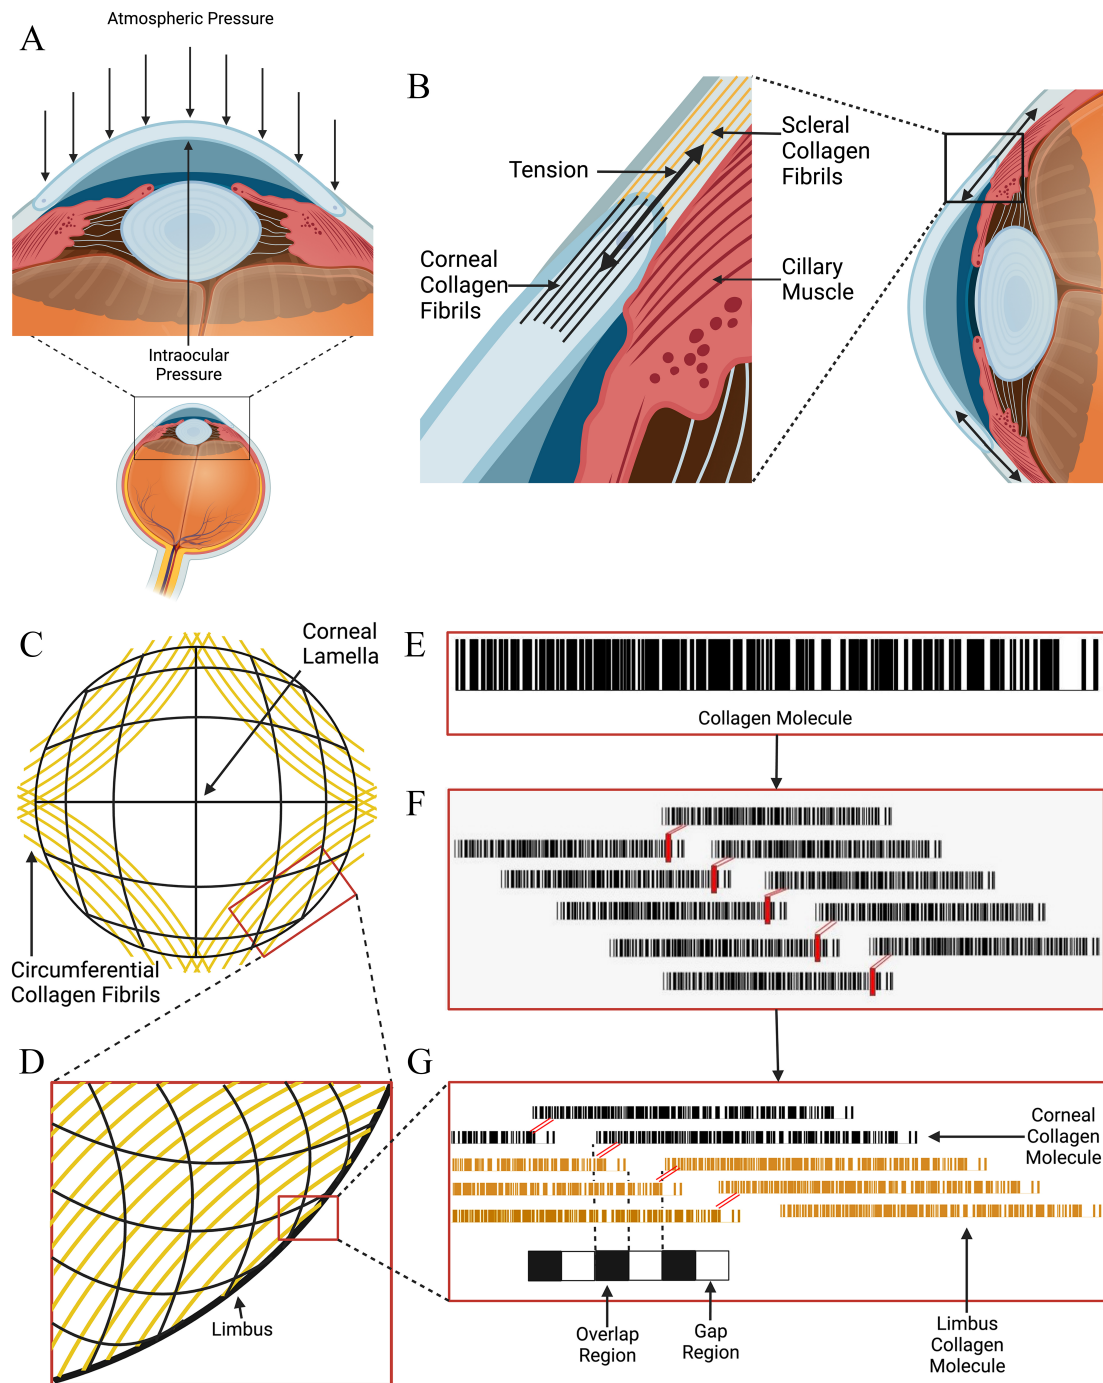 A
Atmospheric Pressure
Intraocular
Pressure
B
Tension
Scleral
Collagen
Fibrils
Corneal
Collagen
Fibrils
Cillary
Muscle
C
Corneal
Lamella
Circumferential
Collagen Fibrils
D
Limbus
E
Collagen Molecule
F
G
Corneal
Collagen
Molecule
Overlap
Region
Gap
Region
Limbus
Collagen
Molecule